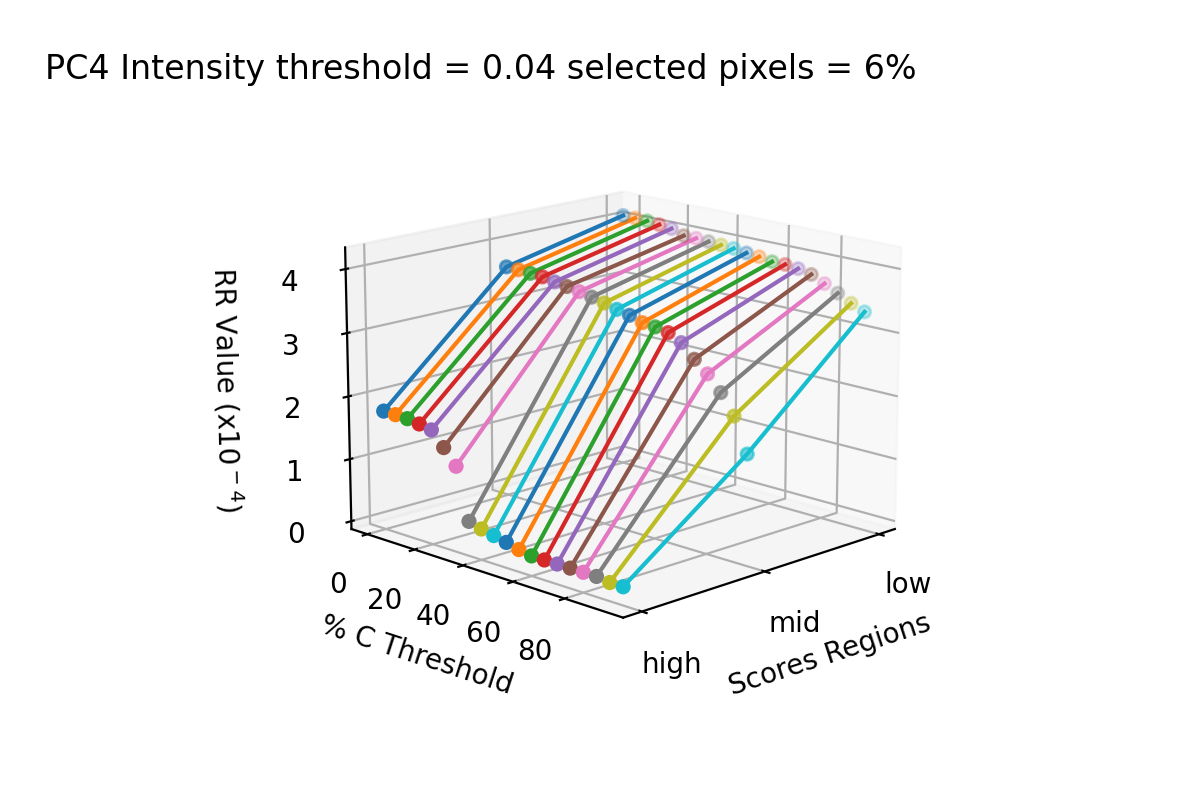 PC4 Intensity threshold = 0.04 selected pixels = 6%
RR Value (x10⁻⁴)
4
3
2
1
0
0
20
40
60
80
% C Threshold
high
mid
low
Scores Regions